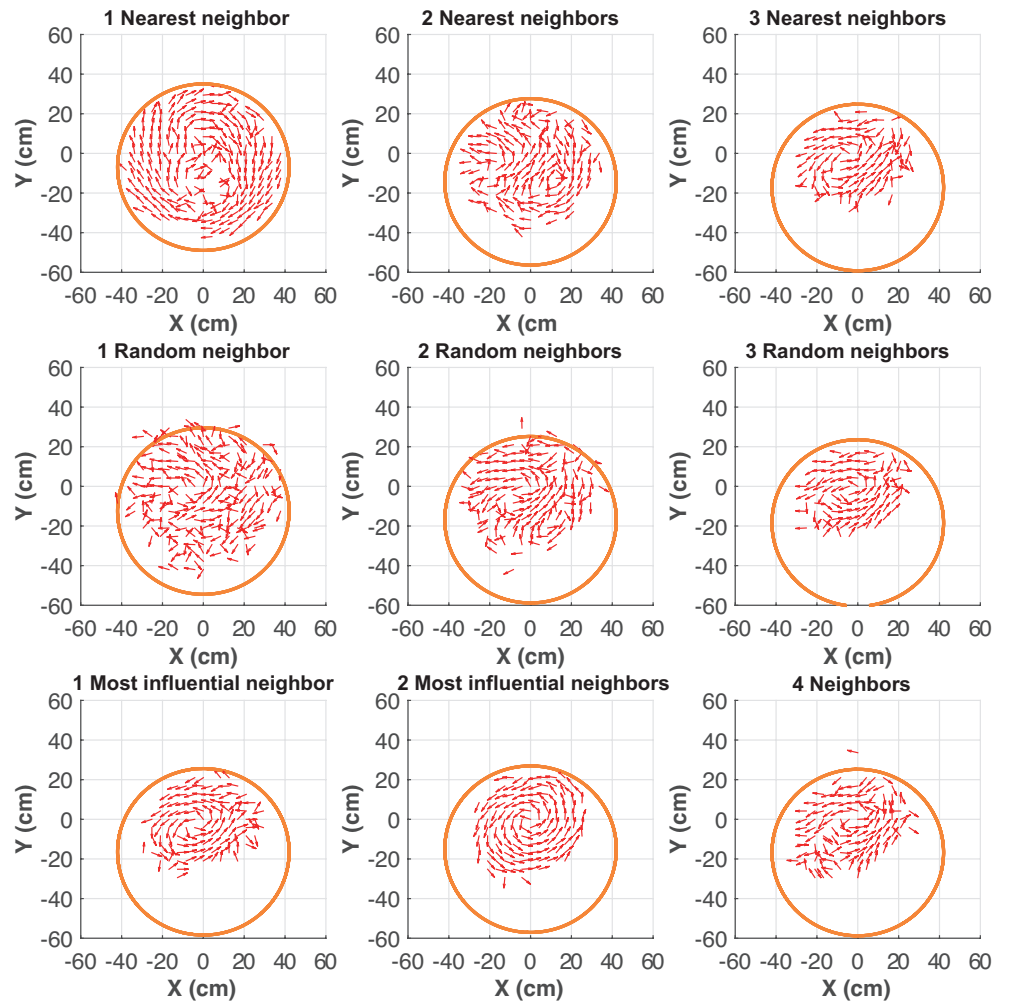 1 Nearest neighbor
2 Nearest neighbors
3 Nearest neighbors
60
40
20
0
-20
-40
-60
Y (cm)
-60 -40 -20 0 20 40 60
X (cm)
60
40
20
0
-20
-40
-60
Y (cm)
-60 -40 -20 0 20 40 60
X (cm
60
40
20
0
-20
-40
-60
Y (cm)
-60 -40 -20 0 20 40 60
X (cm)
1 Random neighbor
2 Random neighbors
3 Random neighbors
60
40
20
0
-20
-40
-60
Y (cm)
-60 -40 -20 0 20 40 60
X (cm)
60
40
20
0
-20
-40
-60
Y (cm)
-60 -40 -20 0 20 40 60
X (cm)
60
40
20
0
-20
-40
-60
Y (cm)
-60 -40 -20 0 20 40 60
X (cm)
1 Most influential neighbor
2 Most influential neighbors
4 Neighbors
60
40
20
0
-20
-40
-60
Y (cm)
-60 -40 -20 0 20 40 60
X (cm)
60
40
20
0
-20
-40
-60
Y (cm)
-60 -40 -20 0 20 40 60
X (cm)
60
40
20
0
-20
-40
-60
Y (cm)
-60 -40 -20 0 20 40 60
X (cm)